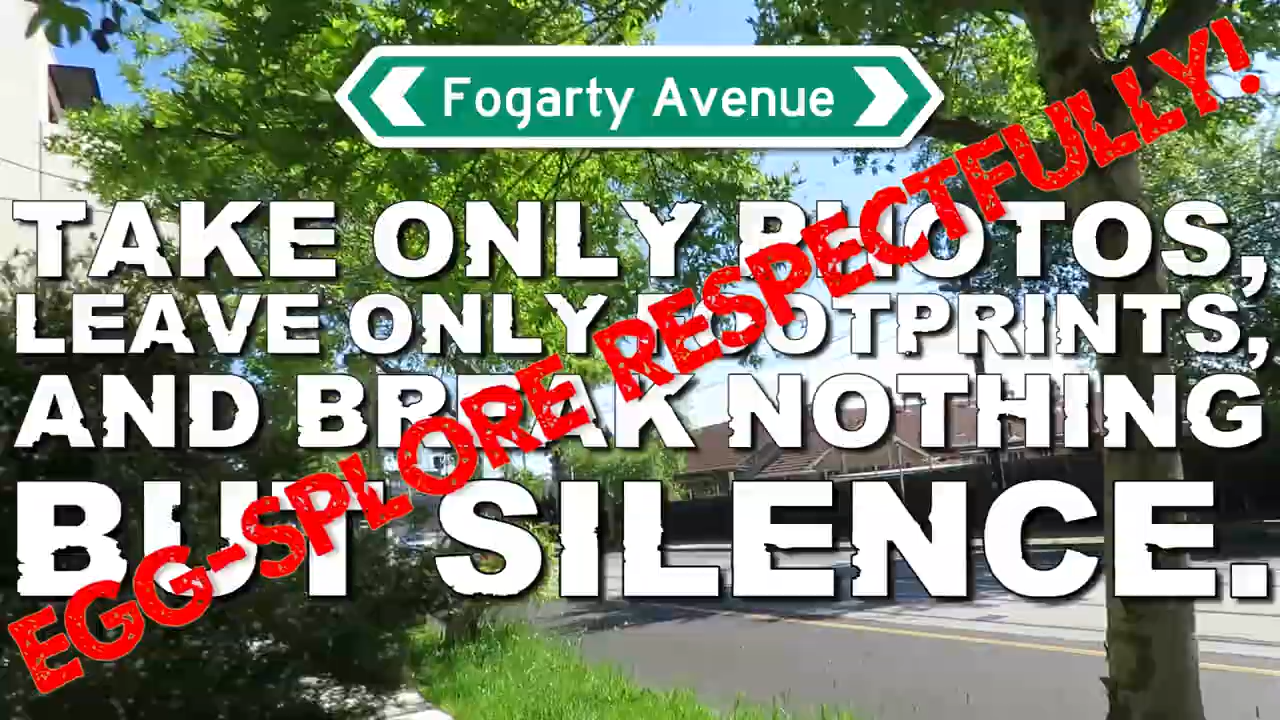 Fogarty Avenue
TAKE ONLY PHOTOS,
LEAVE ONLY FOOTPRINTS,
AND BREAK NOTHING
BUT SILENCE.
EGG-SPLORE RESPECTFULLY!